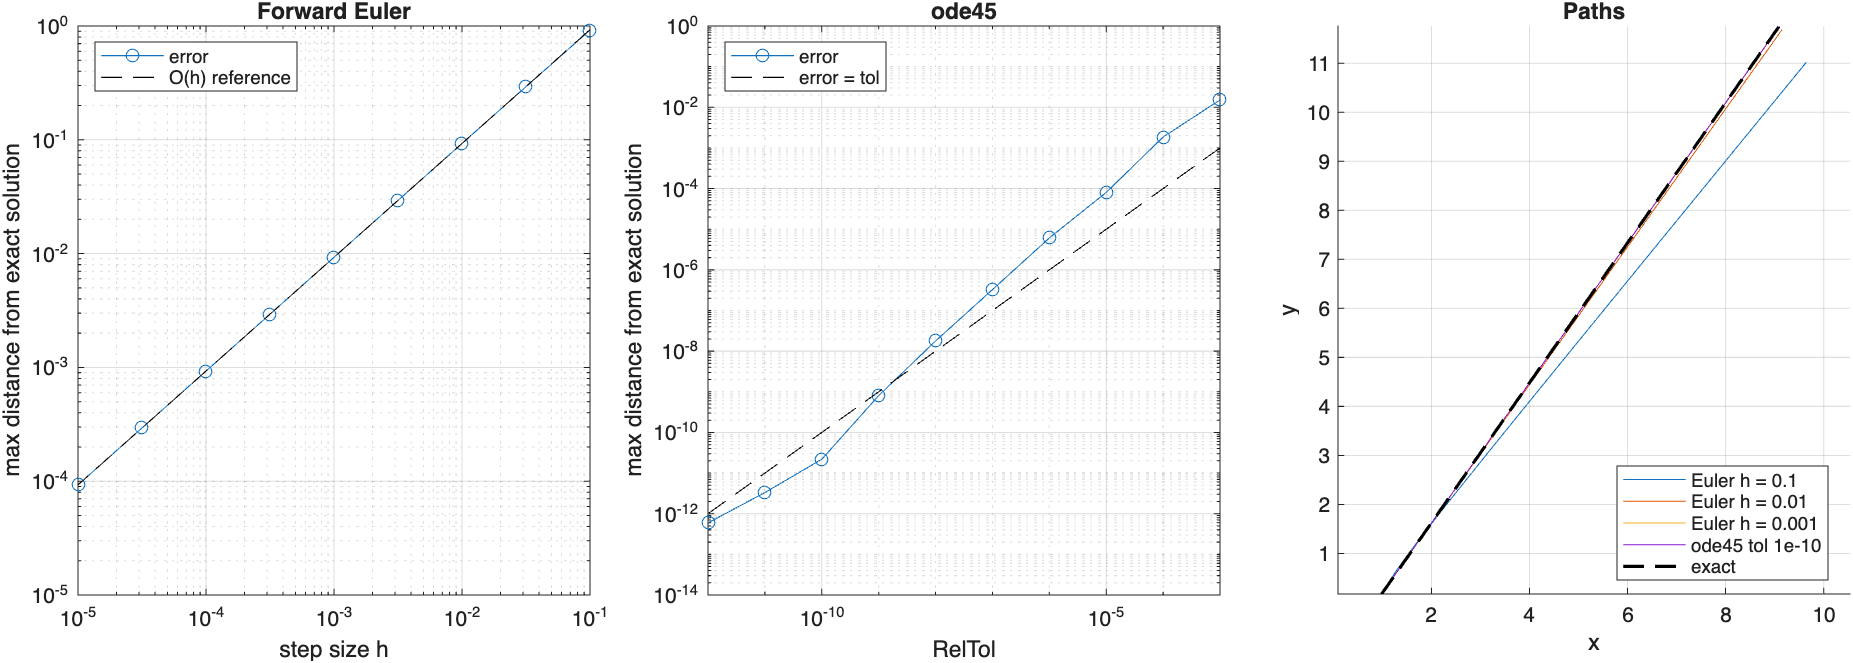 Forward Euler
max distance from exact solution
10^0
10^-1
10^-2
10^-3
10^-4
10^-5
error
O(h) reference
10^-5
10^-4
10^-3
10^-2
10^-1
step size h
ode45
max distance from exact solution
10^0
10^-2
10^-4
10^-6
10^-8
10^-10
10^-12
10^-14
error
error = tol
10^-10
10^-5
RelTol
Paths
y
11
10
9
8
7
6
5
4
3
2
1
Euler h = 0.1
Euler h = 0.01
Euler h = 0.001
ode45 tol 1e-10
exact
2
4
6
8
10
x